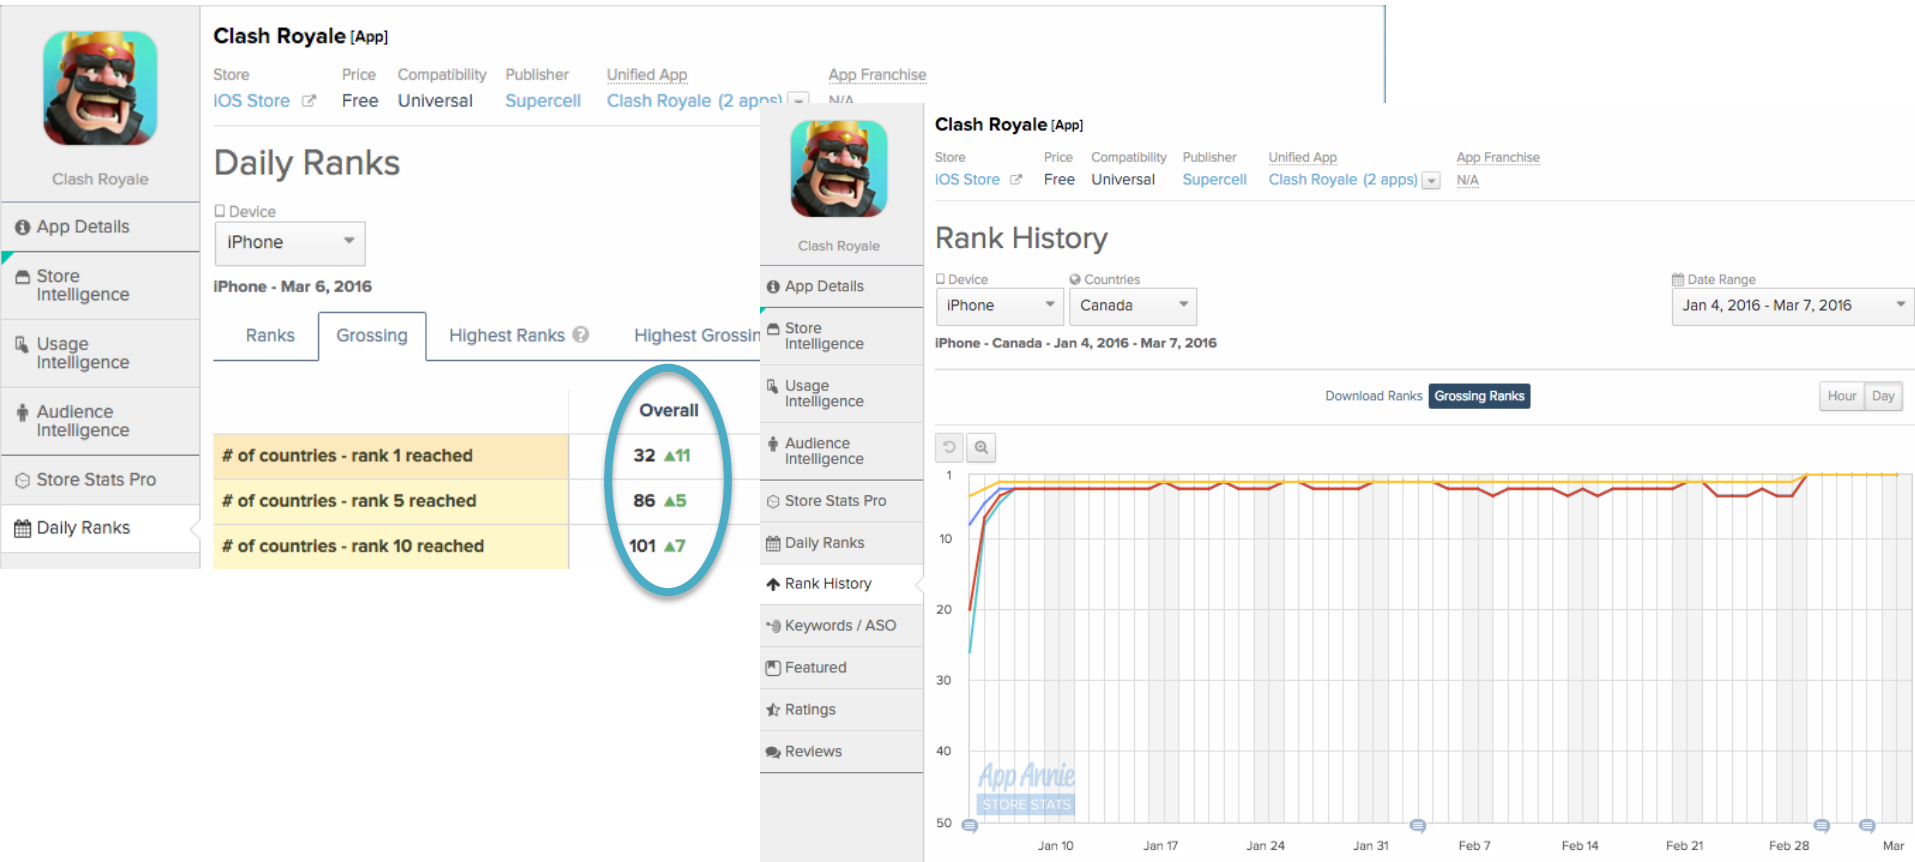 Clash Royale [App]
Store Price Compatibility Publisher Unified App App Franchise
iOS Store Free Universal Supercell Clash Royale (2 apps) N/A
Clash Royale
App Details
Store
Intelligence
Usage
Intelligence
Audience
Intelligence
Store Stats Pro
Daily Ranks
Daily Ranks
Device
iPhone
iPhone - Mar 6, 2016
Ranks Grossing Highest Ranks ? Highest Grossin
Overall
# of countries - rank 1 reached 32 ▲11
# of countries - rank 5 reached 86 ▲5
# of countries - rank 10 reached 101 ▲7
Clash Royale [App]
Store Price Compatibility Publisher Unified App App Franchise
iOS Store Free Universal Supercell Clash Royale (2 apps) N/A
Clash Royale
App Details
Store
Intelligence
Usage
Intelligence
Audience
Intelligence
Store Stats Pro
Daily Ranks
Rank History
Keywords / ASO
Featured
Ratings
Reviews
Rank History
Device Countries Date Range
iPhone Canada Jan 4, 2016 - Mar 7, 2016
iPhone - Canada - Jan 4, 2016 - Mar 7, 2016
Download Ranks Grossing Ranks Hour Day
1
10
20
30
40
50
App Annie
STORE STATS
Jan 10 Jan 17 Jan 24 Jan 31 Feb 7 Feb 14 Feb 21 Feb 28 Mar